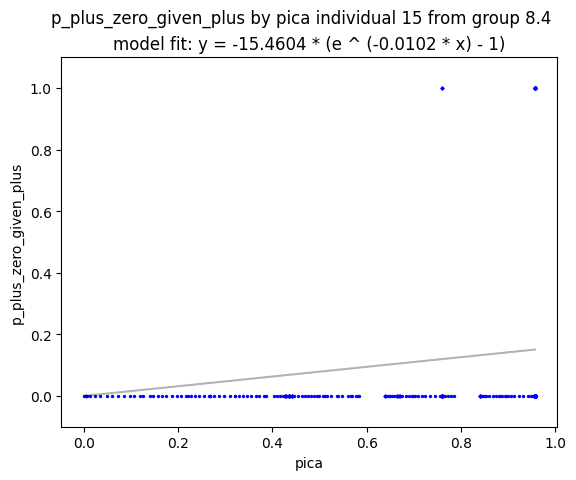 p_plus_zero_given_plus by pica individual 15 from group 8.4
model fit: y = -15.4604 * (e ^ (-0.0102 * x) - 1)
p_plus_zero_given_plus
1.0
0.8
0.6
0.4
0.2
0.0
0.0 0.2 0.4 0.6 0.8 1.0
pica